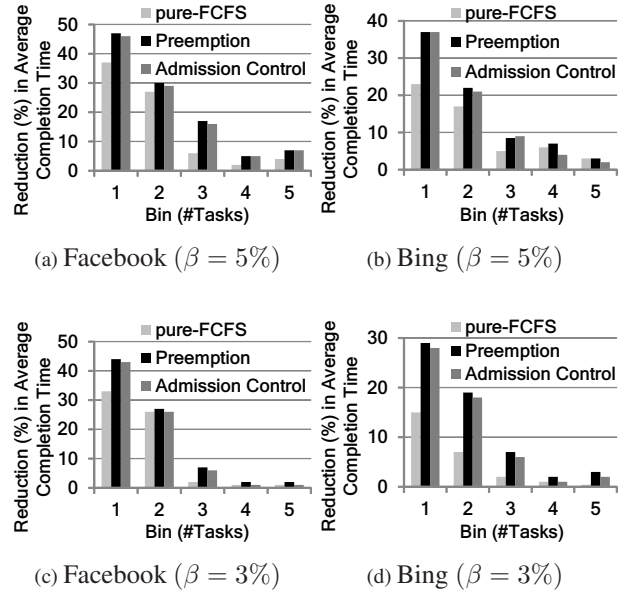 Reduction (%) in Average
Completion Time
50
40
30
20
10
0
pure-FCFS
Preemption
Admission Control
1 2 3 4 5
Bin (#Tasks)
(a) Facebook (β = 5%)
Reduction (%) in Average
Completion Time
40
30
20
10
0
pure-FCFS
Preemption
Admission Control
1 2 3 4 5
Bin (#Tasks)
(b) Bing (β = 5%)
Reduction (%) in Average
Completion Time
50
40
30
20
10
0
pure-FCFS
Preemption
Admission Control
1 2 3 4 5
Bin (#Tasks)
(c) Facebook (β = 3%)
Reduction (%) in Average
Completion Time
30
20
10
0
pure-FCFS
Preemption
Admission Control
1 2 3 4 5
Bin (#Tasks)
(d) Bing (β = 3%)